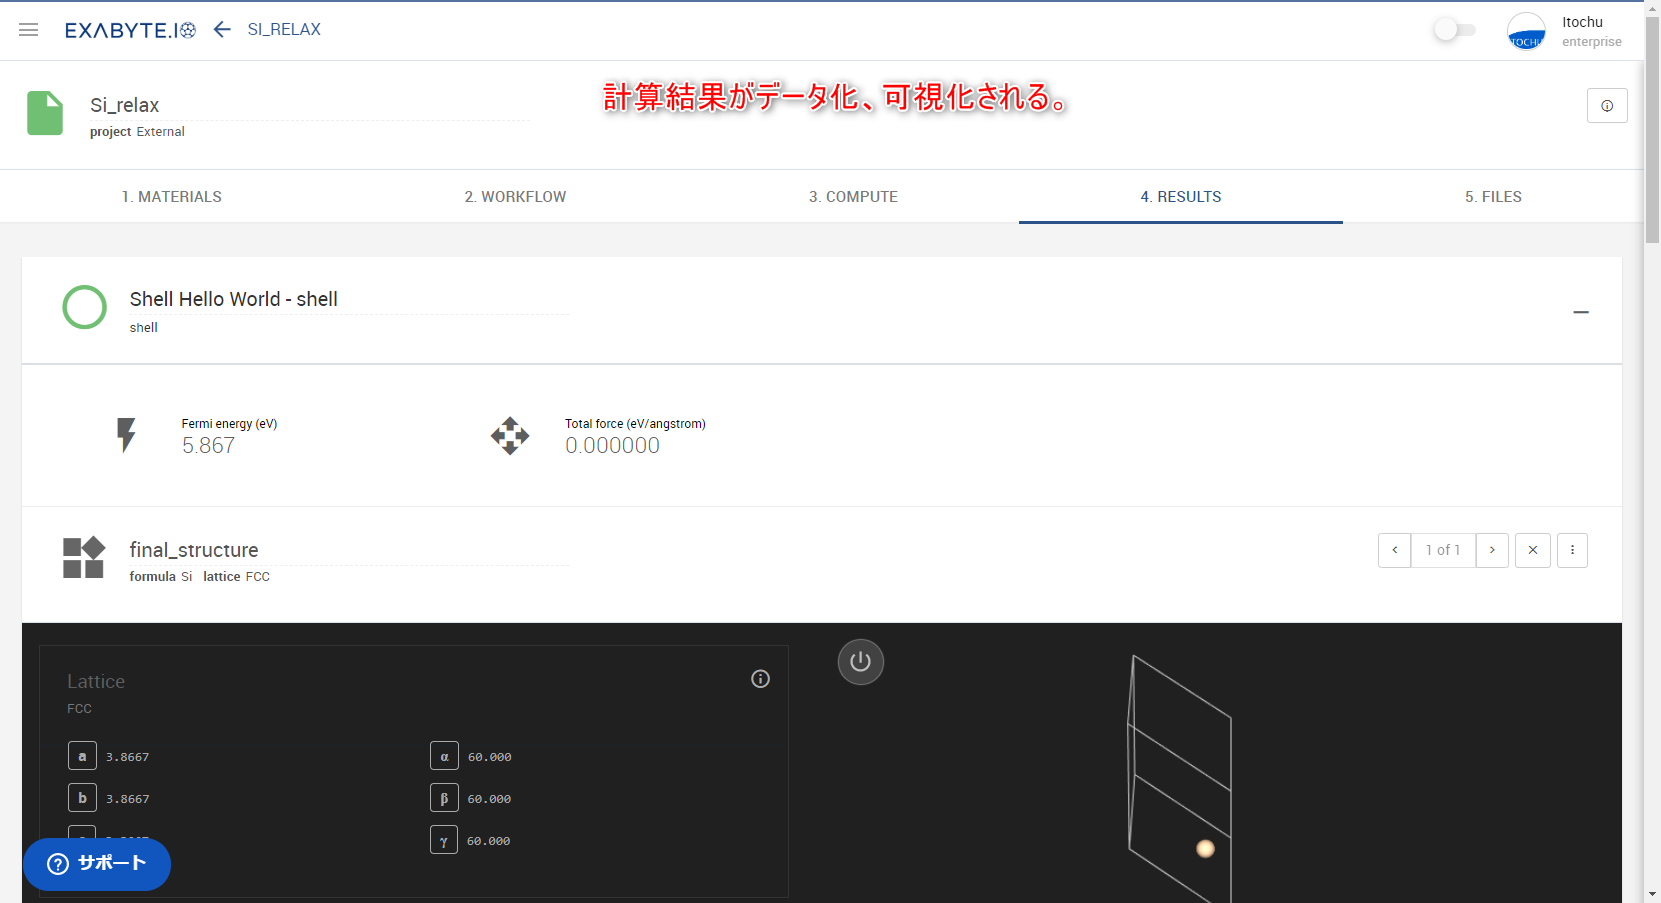 EXABYTE.IO SI_RELAX
Itochu
enterprise
ITOCHU
計算結果がデータ化、可視化される。
Si_relax
project External
1. MATERIALS 2. WORKFLOW 3. COMPUTE 4. RESULTS 5. FILES
Shell Hello World - shell
shell
Fermi energy (eV)
5.867
Total force (eV/angstrom)
0.000000
final_structure
formula Si lattice FCC
1 of 1
Lattice
FCC
a 3.8667
α 60.000
b 3.8667
β 60.000
γ 60.000
サポート